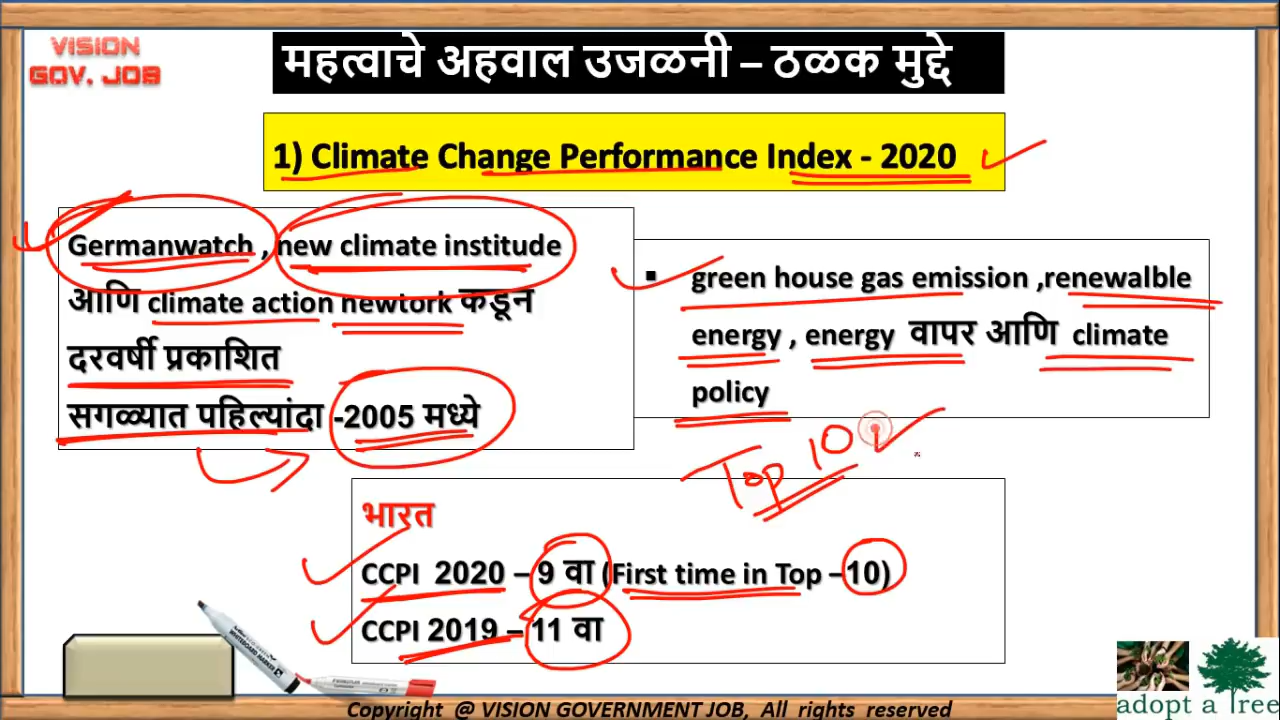 VISION
GOV. JOB
महत्वाचे अहवाल उजळनी – ठळक मुद्दे
1) Climate Change Performance Index - 2020
Germanwatch , new climate institude
आणि climate action newtork कडून
दरवर्षी प्रकाशित
सगळ्यात पहिल्यांदा -2005 मध्ये
▪ green house gas emission ,renewalble
energy , energy वापर आणि climate
policy
Top 10
भारत
CCPI 2020 – 9 वा (First time in Top –10)
CCPI 2019 – 11 वा
adopt a Tree
Copyright @ VISION GOVERNMENT JOB, All rights reserved